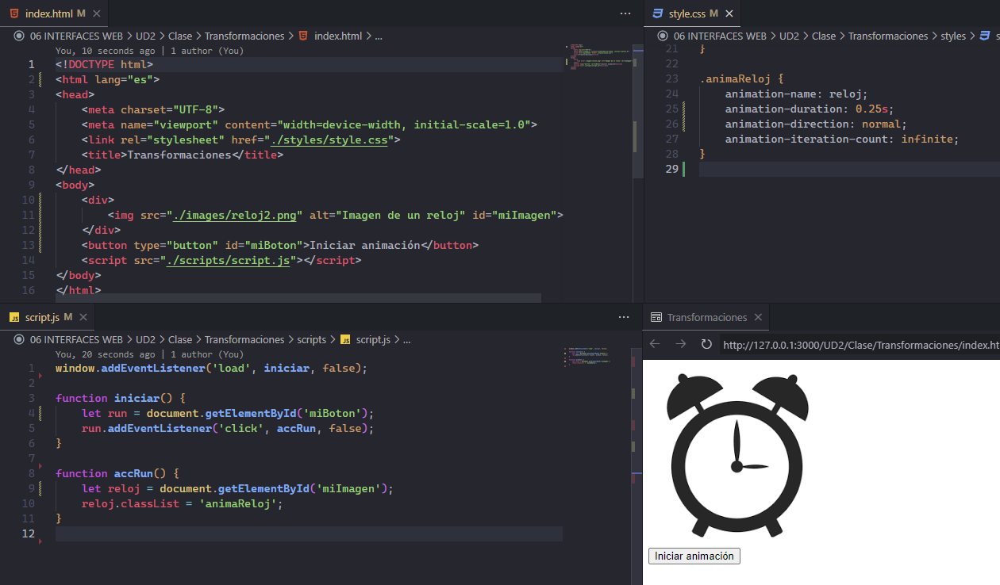 index.html M
06 INTERFACES WEB > UD2 > Clase > Transformaciones > index.html > ...
You, 10 seconds ago | 1 author (You)
1 <!DOCTYPE html>
2 <html lang="es">
3 <head>
4     <meta charset="UTF-8">
5     <meta name="viewport" content="width=device-width, initial-scale=1.0">
6     <link rel="stylesheet" href="./styles/style.css">
7     <title>Transformaciones</title>
8 </head>
9 <body>
10     <div>
11         <img src="./images/reloj2.png" alt="Imagen de un reloj" id="miImagen">
12     </div>
13     <button type="button" id="miBoton">Iniciar animación</button>
14     <script src="./scripts/script.js"></script>
15 </body>
16 </html>
style.css M
06 INTERFACES WEB > UD2 > Clase > Transformaciones > styles > s
21 }
22
23 .animaReloj {
24     animation-name: reloj;
25     animation-duration: 0.25s;
26     animation-direction: normal;
27     animation-iteration-count: infinite;
28 }
29
script.js M
06 INTERFACES WEB > UD2 > Clase > Transformaciones > scripts > script.js > ...
You, 20 seconds ago | 1 author (You)
1 window.addEventListener('load', iniciar, false);
2
3 function iniciar() {
4     let run = document.getElementById('miBoton');
5     run.addEventListener('click', accRun, false);
6 }
7
8 function accRun() {
9     let reloj = document.getElementById('miImagen');
10     reloj.classList = 'animaReloj';
11 }
12
Transformaciones
http://127.0.0.1:3000/UD2/Clase/Transformaciones/index.ht
Iniciar animación